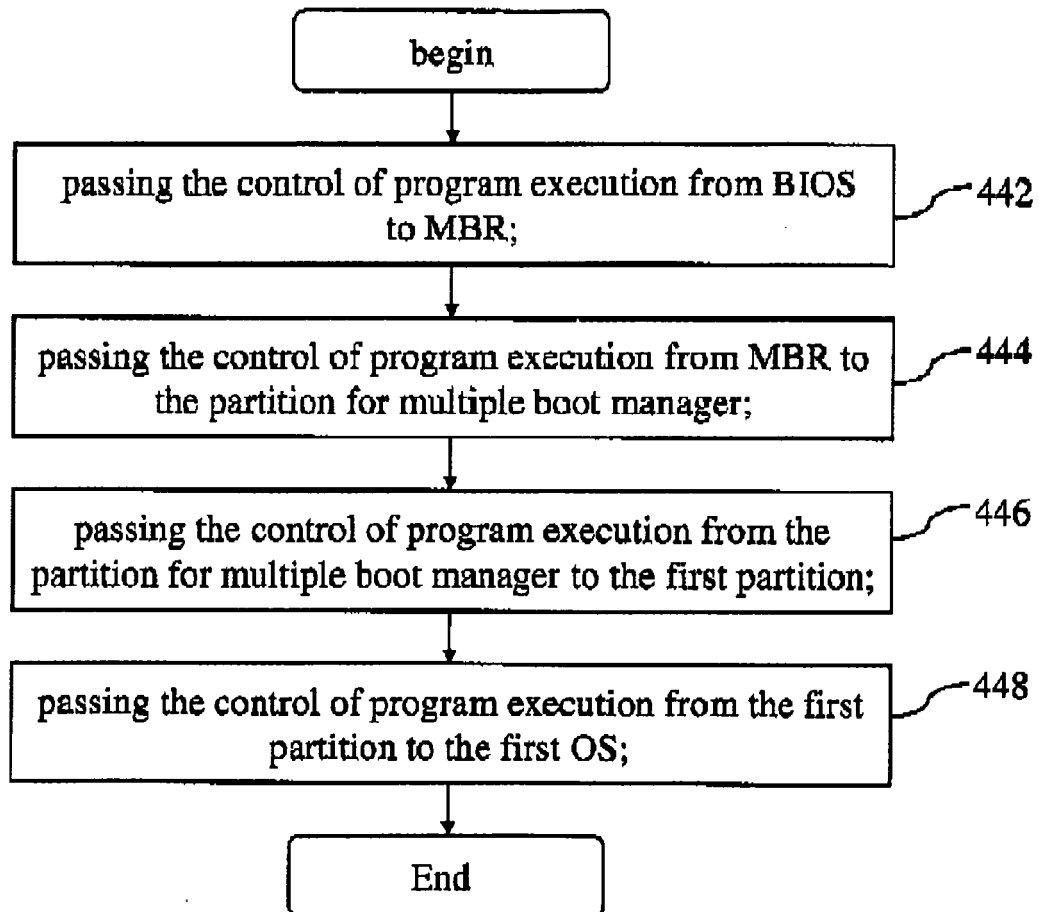 begin
passing the control of program execution from BIOS
to MBR;
442
passing the control of program execution from MBR to
the partition for multiple boot manager;
444
passing the control of program execution from the
partition for multiple boot manager to the first partition;
446
passing the control of program execution from the first
partition to the first OS;
448
End